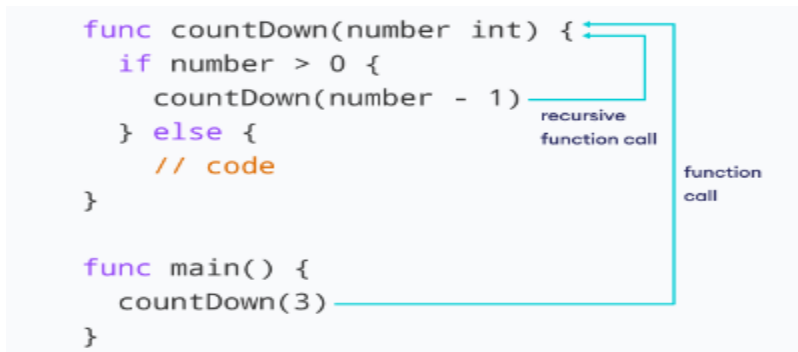 func countDown(number int) {
if number > 0 {
countDown(number - 1)
recursive
function call
} else {
// code
}
function
call
func main() {
countDown(3)
}